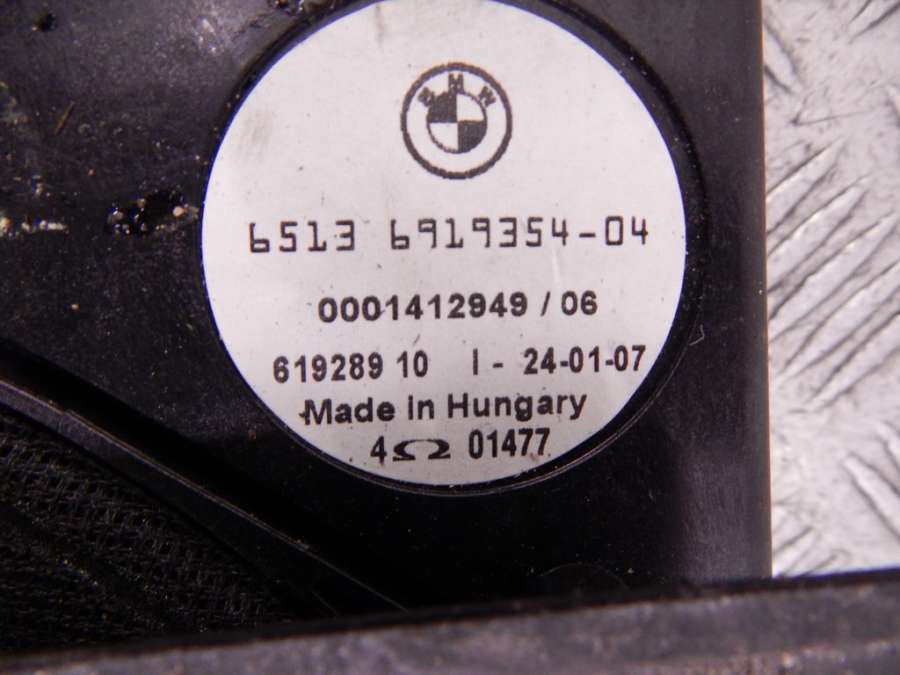 BMW
6513 6919354-04
0001412949 / 06
619289 10 I - 24-01-07
Made in Hungary
4Ω 01477